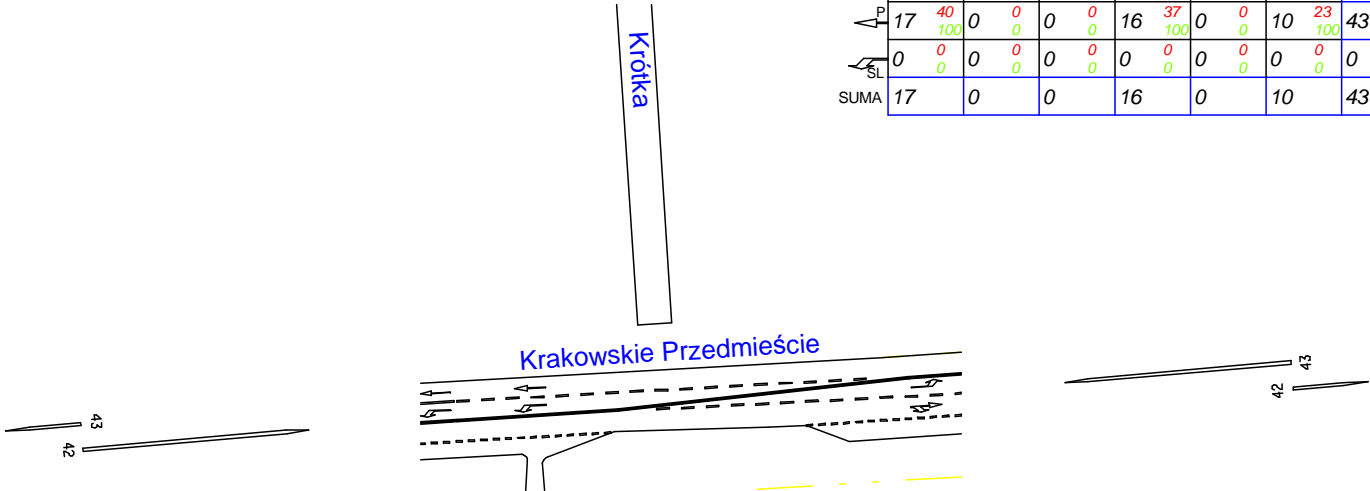 P 17 40 100 0 0 0 0 0 0 16 37 100 0 0 0 10 23 100 43
SL 0 0 0 0 0 0 0 0 0 0 0 0 0 0 0 0 0 0 0
SUMA 17 0 0 16 0 10 43
Krótka
Krakowskie Przedmieście
43
42
43
42